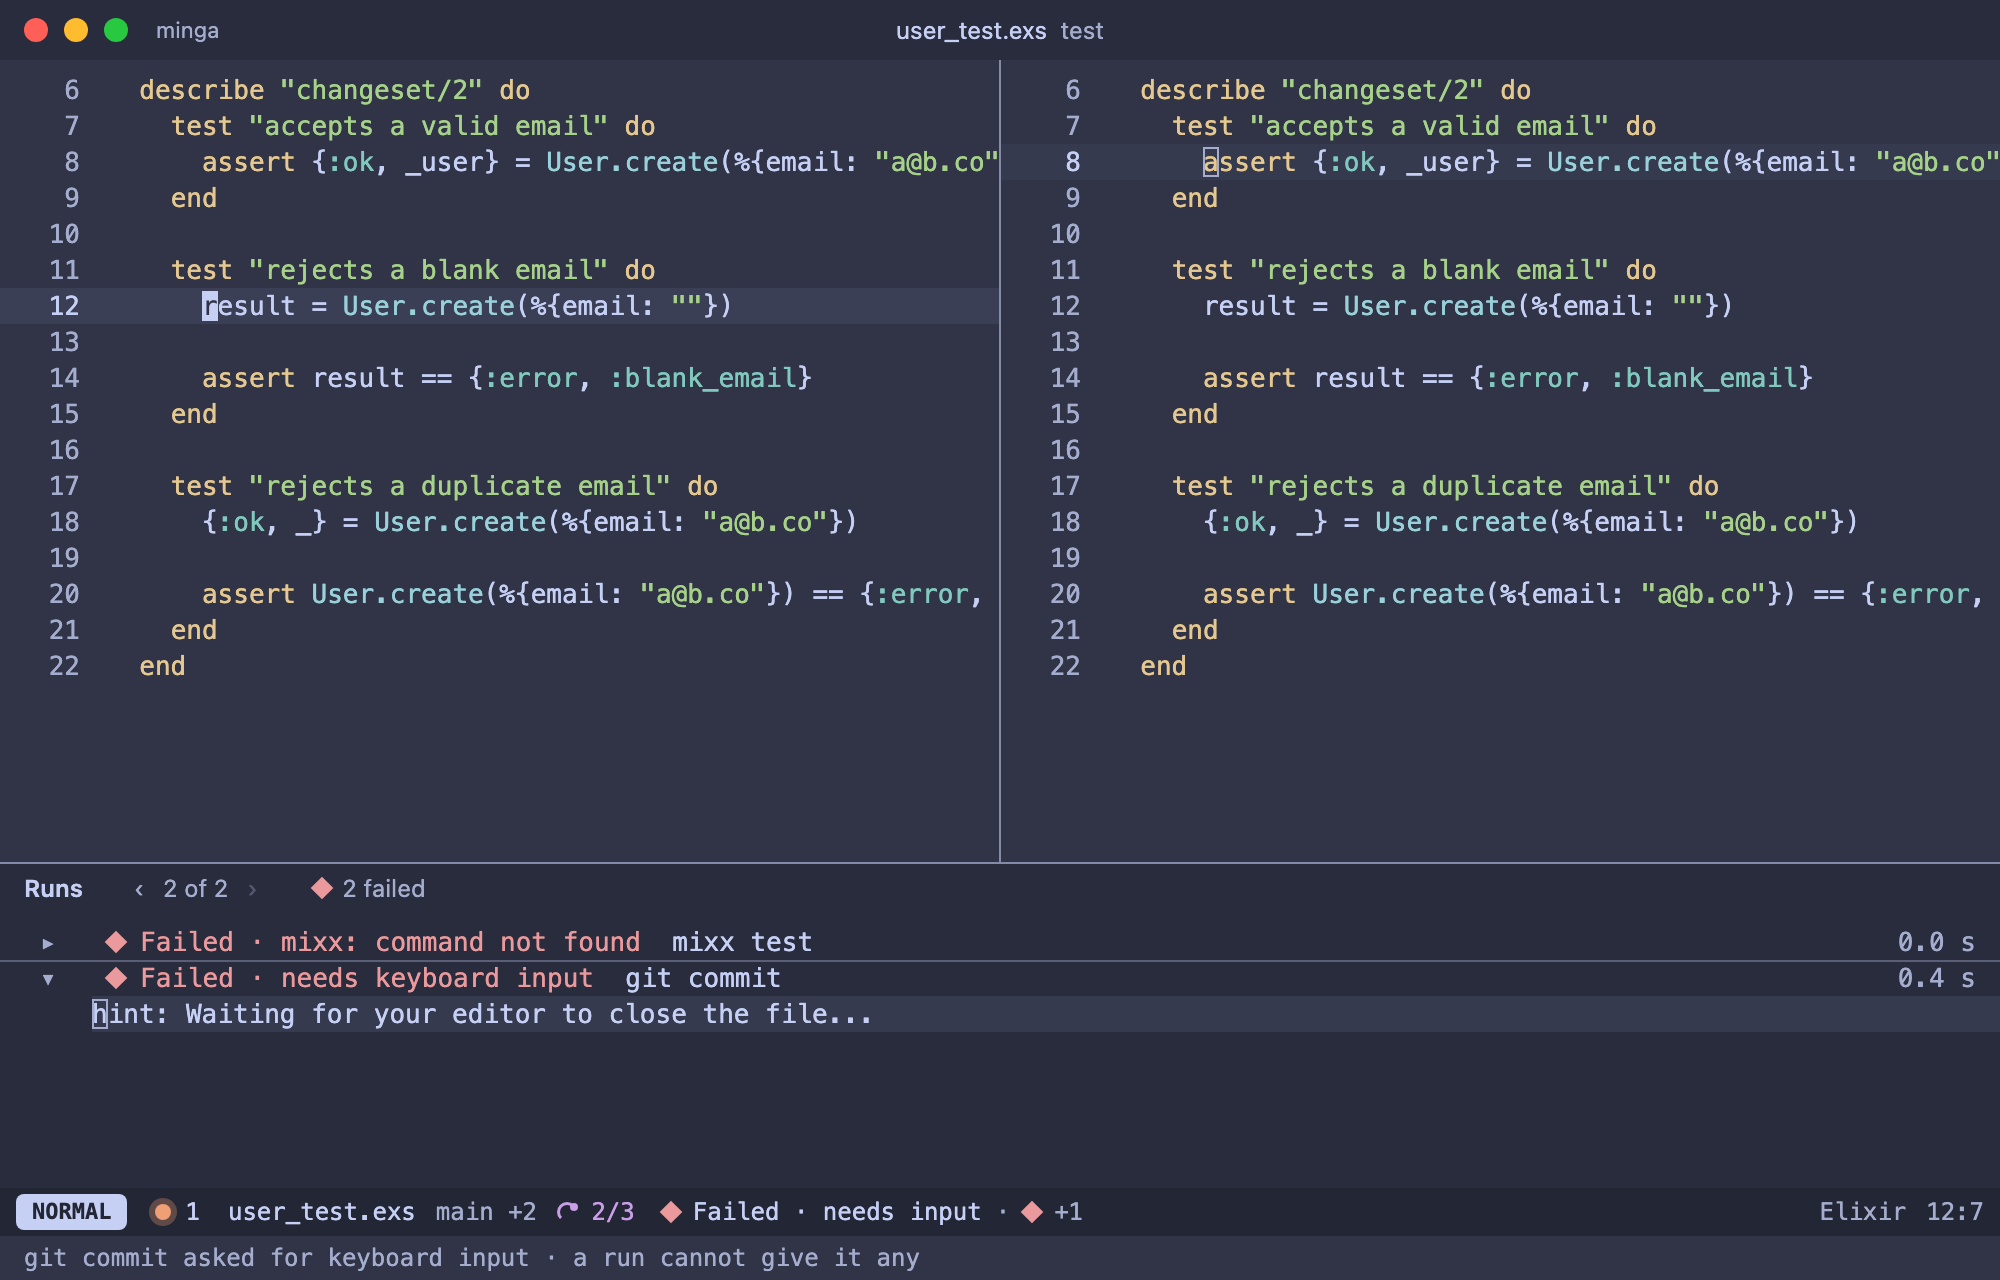 minga
user_test.exs test
6 describe "changeset/2" do
7 test "accepts a valid email" do
8 assert {:ok, _user} = User.create(%{email: "a@b.co"
9 end
10
11 test "rejects a blank email" do
12 result = User.create(%{email: ""})
13
14 assert result == {:error, :blank_email}
15 end
16
17 test "rejects a duplicate email" do
18 {:ok, _} = User.create(%{email: "a@b.co"})
19
20 assert User.create(%{email: "a@b.co"}) == {:error,
21 end
22 end
6 describe "changeset/2" do
7 test "accepts a valid email" do
8 assert {:ok, _user} = User.create(%{email: "a@b.co"
9 end
10
11 test "rejects a blank email" do
12 result = User.create(%{email: ""})
13
14 assert result == {:error, :blank_email}
15 end
16
17 test "rejects a duplicate email" do
18 {:ok, _} = User.create(%{email: "a@b.co"})
19
20 assert User.create(%{email: "a@b.co"}) == {:error,
21 end
22 end
Runs ‹ 2 of 2 › ◆ 2 failed
▶ ◆ Failed · mixx: command not found mixx test 0.0 s
▼ ◆ Failed · needs keyboard input git commit 0.4 s
hint: Waiting for your editor to close the file...
NORMAL 1 user_test.exs main +2 2/3 ◆ Failed · needs input · ◆ +1 Elixir 12:7
git commit asked for keyboard input · a run cannot give it any